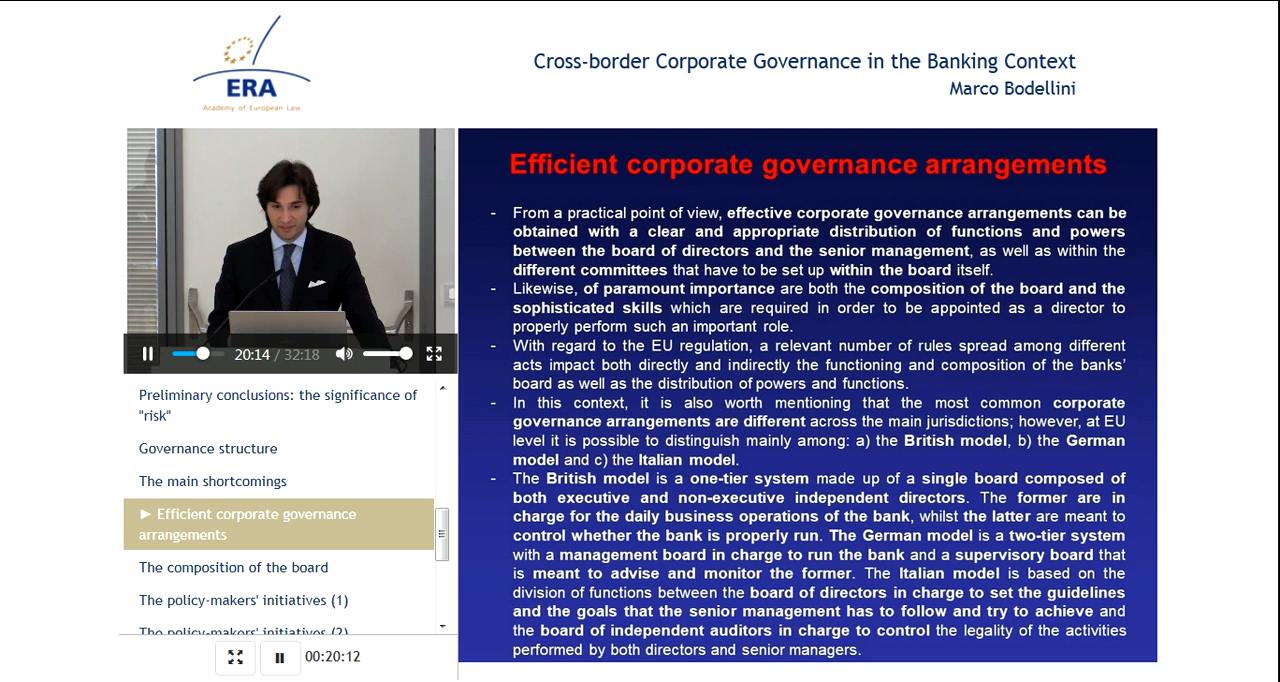 ERA
Academy of European Law
Cross-border Corporate Governance in the Banking Context
Marco Bodellini
20:14 / 32:18
Preliminary conclusions: the significance of
"risk"
Governance structure
The main shortcomings
► Efficient corporate governance
arrangements
The composition of the board
The policy-makers' initiatives (1)
The policy-makers' initiatives (2)
00:20:12
Efficient corporate governance arrangements
- From a practical point of view, effective corporate governance arrangements can be
obtained with a clear and appropriate distribution of functions and powers
between the board of directors and the senior management, as well as within the
different committees that have to be set up within the board itself.
- Likewise, of paramount importance are both the composition of the board and the
sophisticated skills which are required in order to be appointed as a director to
properly perform such an important role.
- With regard to the EU regulation, a relevant number of rules spread among different
acts impact both directly and indirectly the functioning and composition of the banks’
board as well as the distribution of powers and functions.
- In this context, it is also worth mentioning that the most common corporate
governance arrangements are different across the main jurisdictions; however, at EU
level it is possible to distinguish mainly among: a) the British model, b) the German
model and c) the Italian model.
- The British model is a one-tier system made up of a single board composed of
both executive and non-executive independent directors. The former are in
charge for the daily business operations of the bank, whilst the latter are meant to
control whether the bank is properly run. The German model is a two-tier system
with a management board in charge to run the bank and a supervisory board that
is meant to advise and monitor the former. The Italian model is based on the
division of functions between the board of directors in charge to set the guidelines
and the goals that the senior management has to follow and try to achieve and
the board of independent auditors in charge to control the legality of the activities
performed by both directors and senior managers.